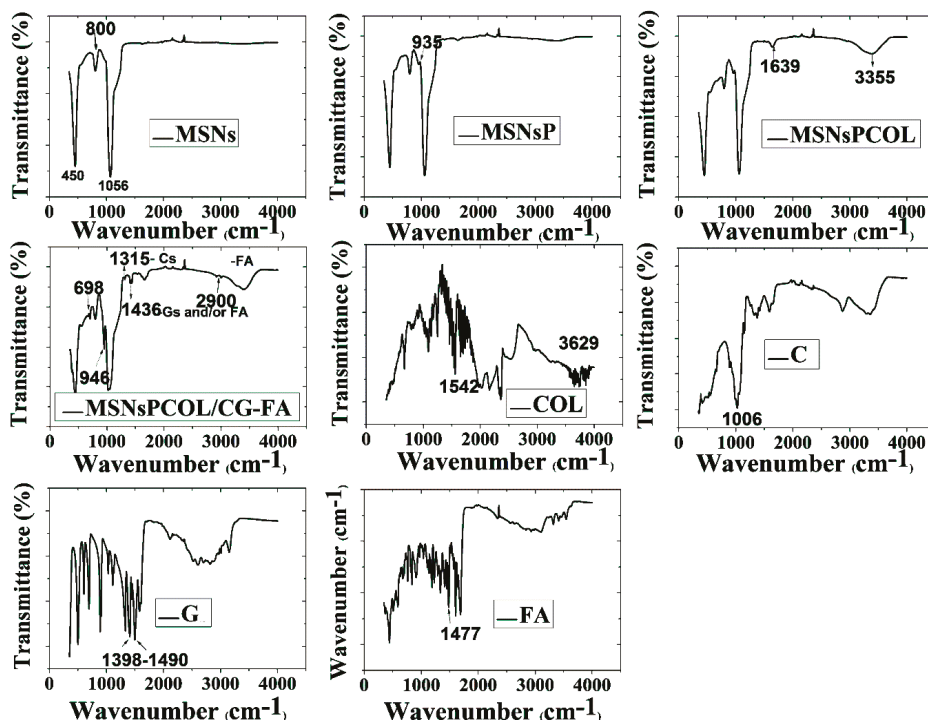 Transmittance (%)
800
450
1056
MSNs
0 1000 2000 3000 4000
Wavenumber (cm-1)
Transmittance (%)
935
MSNsP
0 1000 2000 3000 4000
Wavenumber (cm-1)
Transmittance (%)
1639
3355
MSNsPCOL
0 1000 2000 3000 4000
Wavenumber (cm-1)
Transmittance (%)
1315- Cs
-FA
698
2900
1436Gs and/or FA
946
MSNsPCOL/CG-FA
0 1000 2000 3000 4000
Wavenumber (cm-1)
Transmittance (%)
3629
1542
COL
0 1000 2000 3000 4000
Wavenumber (cm-1)
Transmittance (%)
C
1006
0 1000 2000 3000 4000
Wavenumber (cm-1)
Transmittance (%)
G
1398-1490
0 1000 2000 3000 4000
Wavenumber (cm-1)
Wavenumber (cm-1)
FA
1477
0 1000 2000 3000 4000
Wavenumber (cm-1)